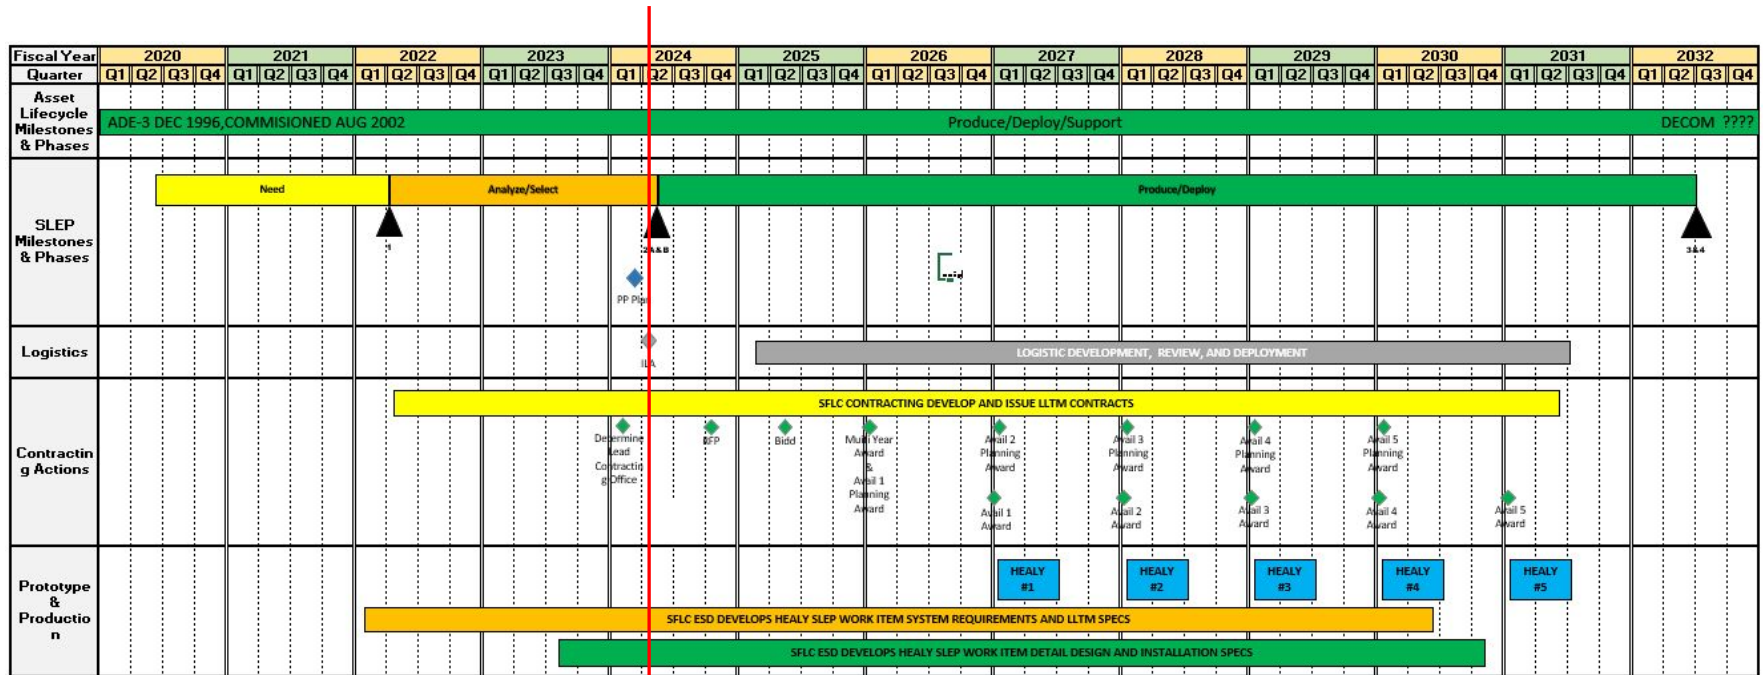 Fiscal Year 2020 2021 2022 2023 2024 2025 2026 2027 2028 2029 2030 2031 2032
Quarter Q1 Q2 Q3 Q4 Q1 Q2 Q3 Q4 Q1 Q2 Q3 Q4 Q1 Q2 Q3 Q4 Q1 Q2 Q3 Q4 Q1 Q2 Q3 Q4 Q1 Q2 Q3 Q4 Q1 Q2 Q3 Q4 Q1 Q2 Q3 Q4 Q1 Q2 Q3 Q4 Q1 Q2 Q3 Q4 Q1 Q2 Q3 Q4 Q1 Q2 Q3 Q4
Asset
Lifecycle
Milestones
& Phases
ADE-3 DEC 1996,COMMISIONED AUG 2002 Produce/Deploy/Support DECOM ????
SLEP
Milestones
& Phases
Need Analyze/Select Produce/Deploy
1 2A&B 3&4
PP Plan
Logistics
ILA
LOGISTIC DEVELOPMENT, REVIEW, AND DEPLOYMENT
Contractin
g Actions
SFLC CONTRACTING DEVELOP AND ISSUE LLTM CONTRACTS
Determine
Lead
Contractin
g Office
RFP
Bidd
Multi Year
Award
&
Avail 1
Planning
Award
Avail 2
Planning
Award
Avail 3
Planning
Award
Avail 4
Planning
Award
Avail 5
Planning
Award
Avail 1
Award
Avail 2
Award
Avail 3
Award
Avail 4
Award
Avail 5
Award
Prototype
&
Productio
n
HEALY
#1
HEALY
#2
HEALY
#3
HEALY
#4
HEALY
#5
SFLC ESD DEVELOPS HEALY SLEP WORK ITEM SYSTEM REQUIREMENTS AND LLTM SPECS
SFLC ESD DEVELOPS HEALY SLEP WORK ITEM DETAIL DESIGN AND INSTALLATION SPECS